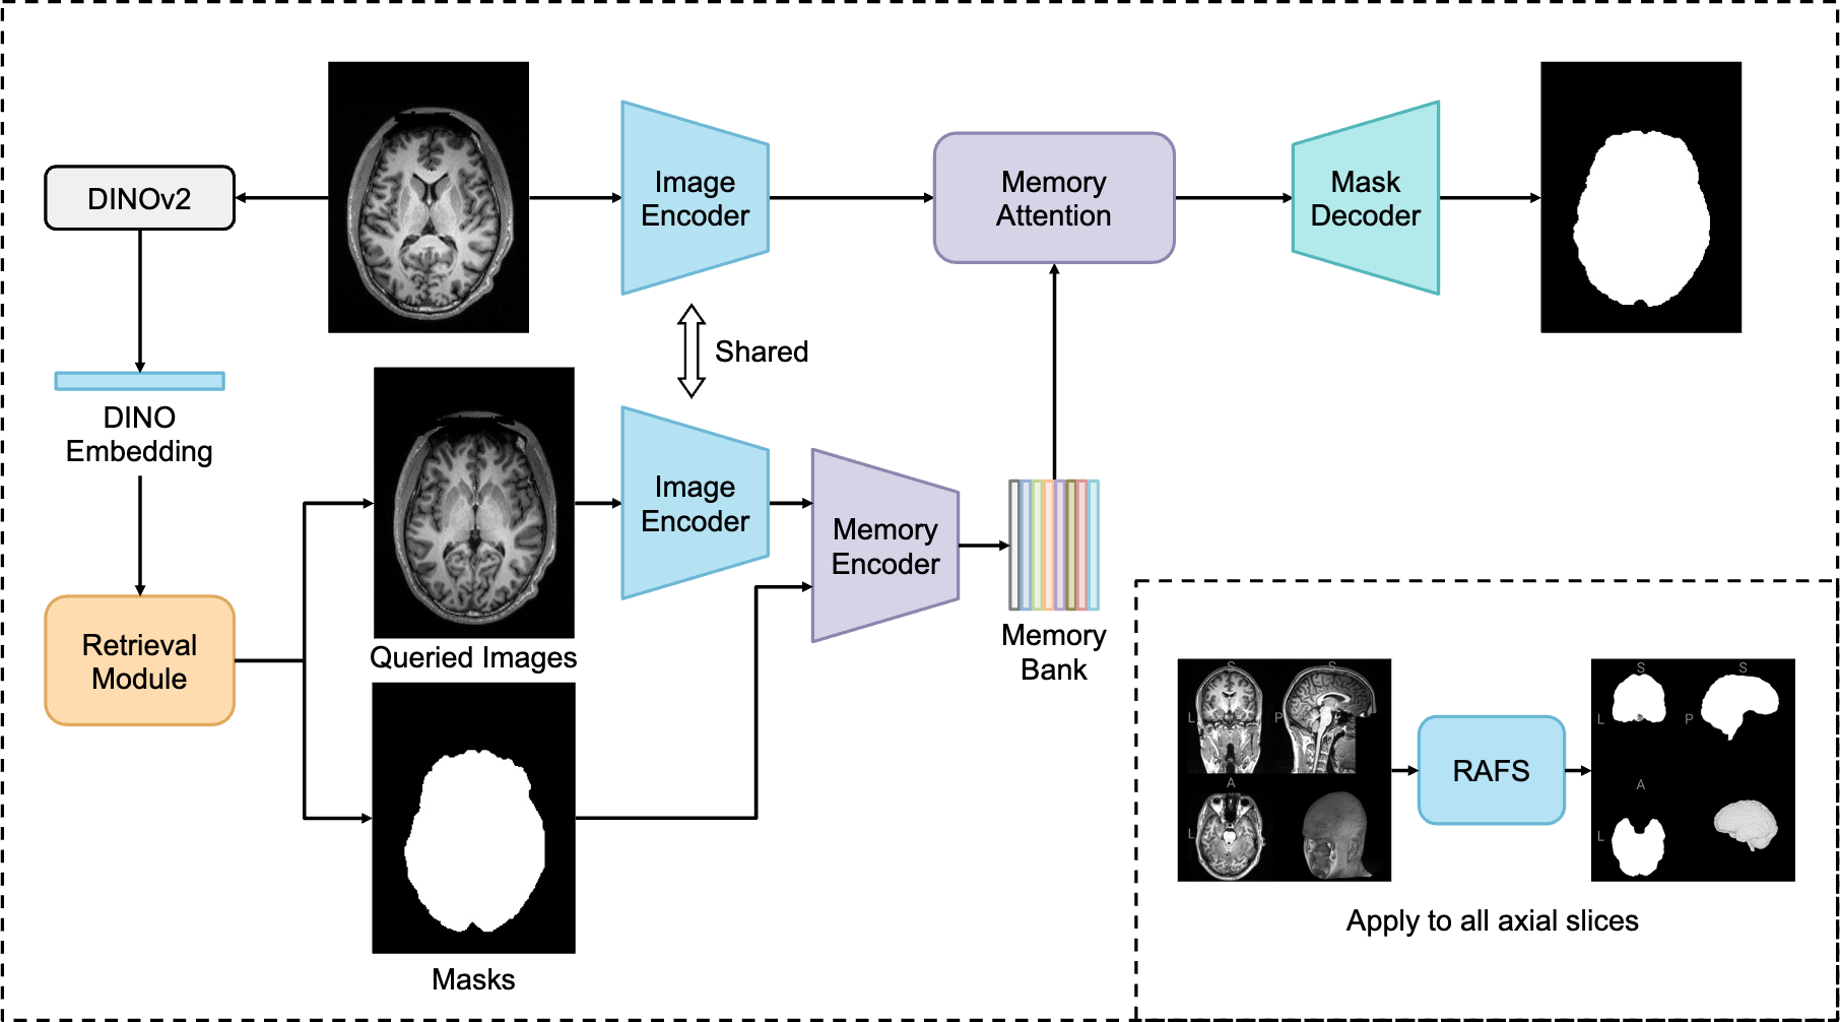 DINOv2
Image
Encoder
Memory
Attention
Mask
Decoder
Shared
DINO
Embedding
Image
Encoder
Memory
Encoder
Retrieval
Module
Queried Images
Memory
Bank
Masks
S
S
L
P
A
L
RAFS
S
S
L
P
A
L
Apply to all axial slices